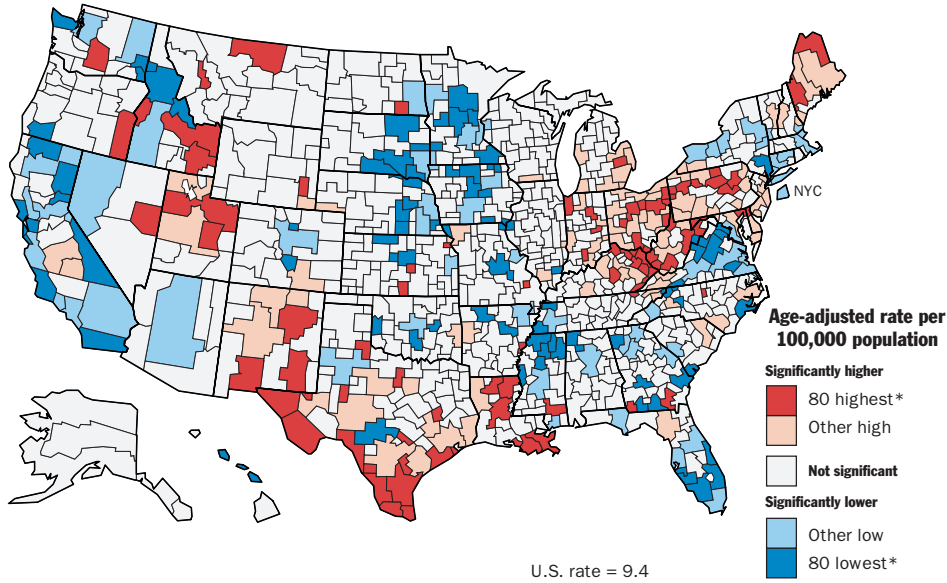 NYC
Age-adjusted rate per
100,000 population
Significantly higher
80 highest*
Other high
Not significant
Significantly lower
Other low
80 lowest*
U.S. rate = 9.4